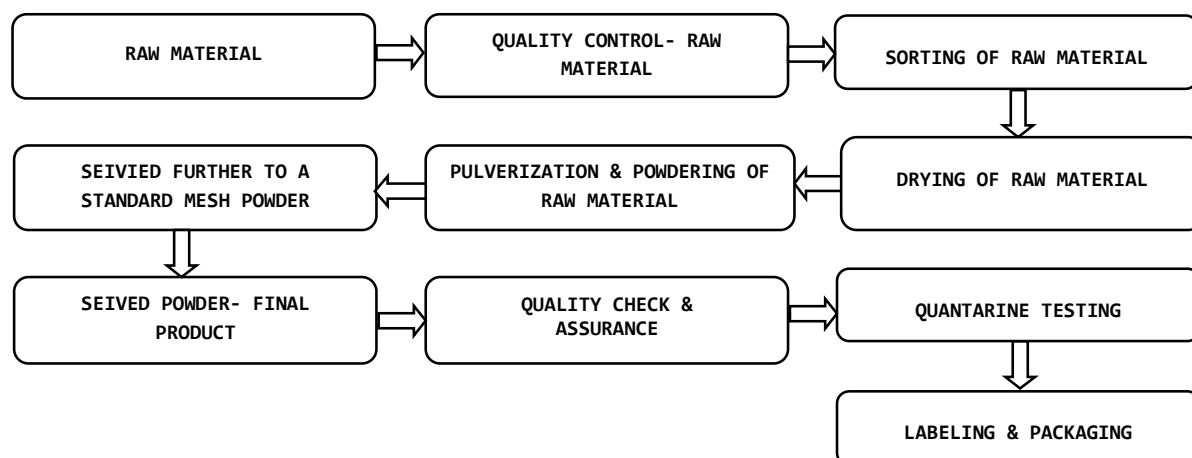 RAW MATERIAL
QUALITY CONTROL- RAW
MATERIAL
SORTING OF RAW MATERIAL
DRYING OF RAW MATERIAL
PULVERIZATION & POWDERING OF
RAW MATERIAL
SEIVIED FURTHER TO A
STANDARD MESH POWDER
SEIVED POWDER- FINAL
PRODUCT
QUALITY CHECK &
ASSURANCE
QUANTARINE TESTING
LABELING & PACKAGING